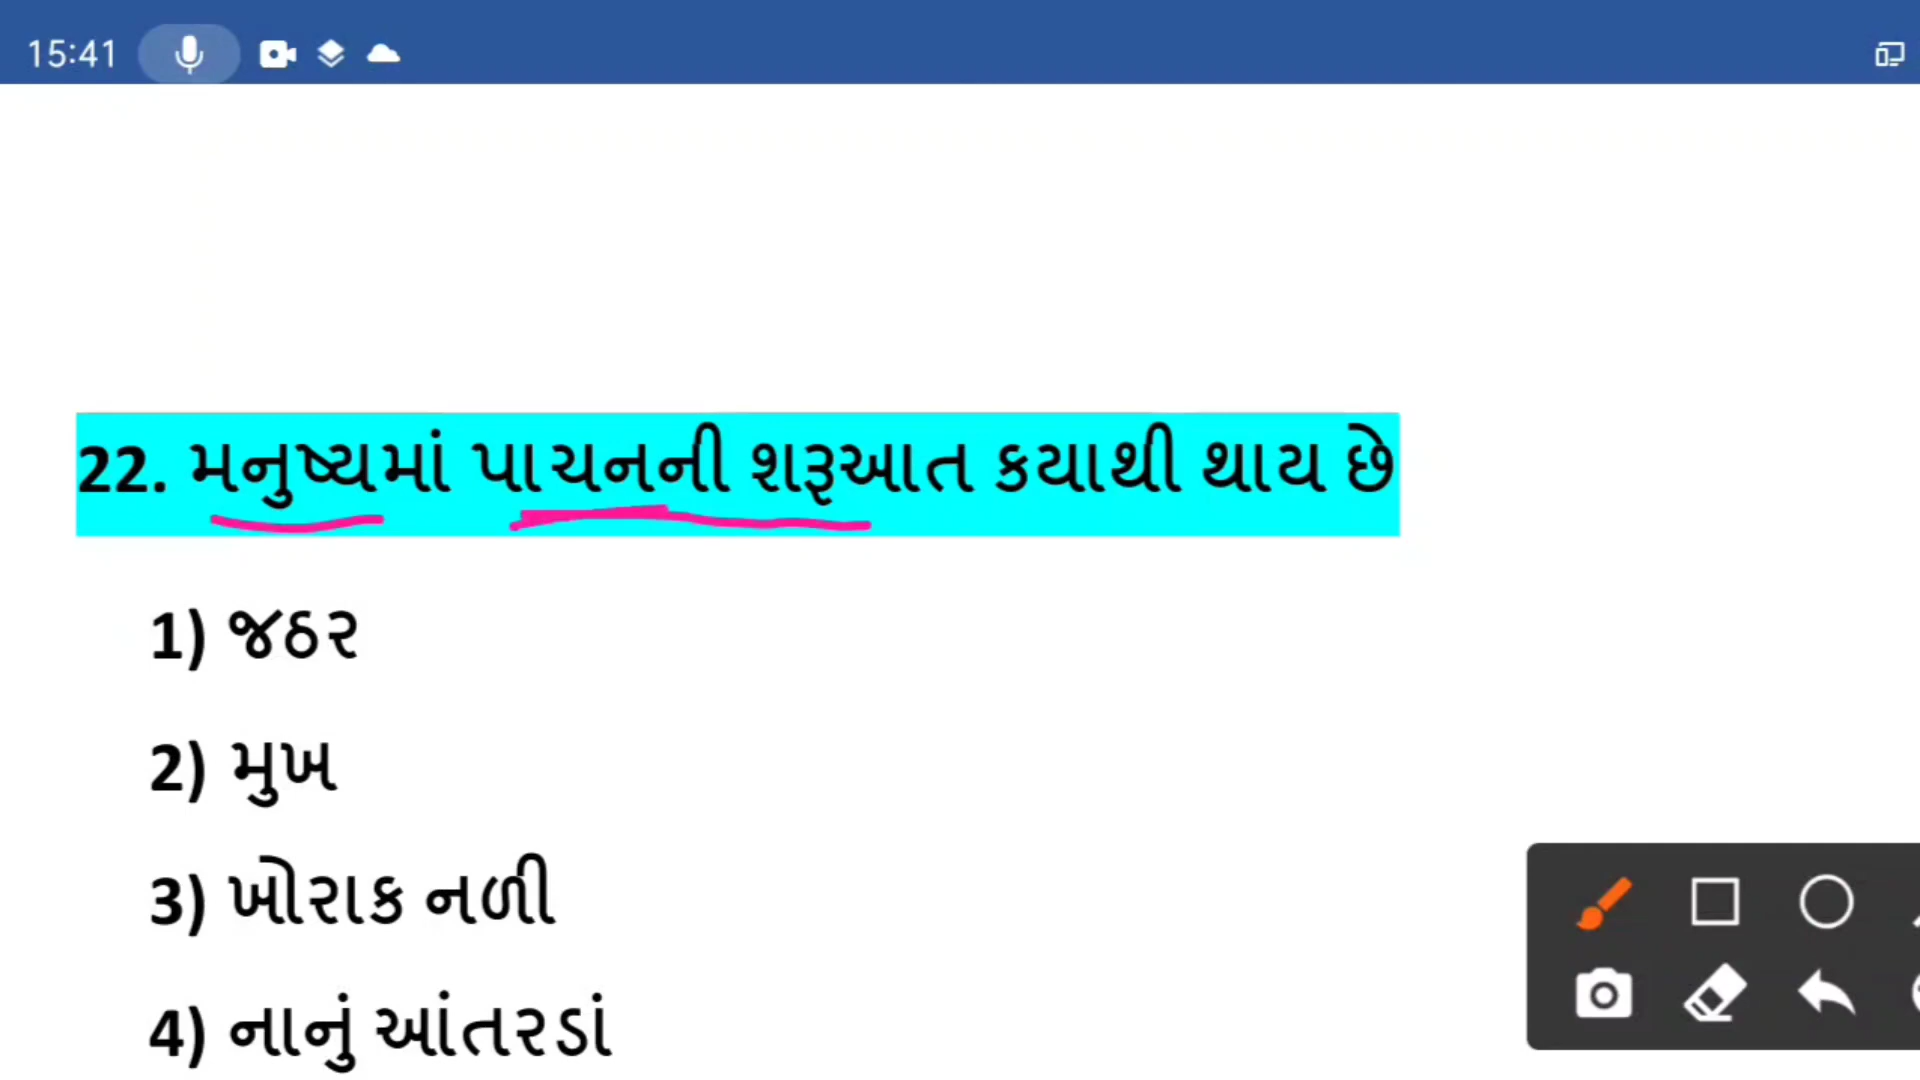 15:41
22. મનુષ્યમાં પાચનની શરૂઆત કયાથી થાય છે
1) જઠર
2) મુખ
3) ખોરાક નળી
4) નાનું આંતરડાં